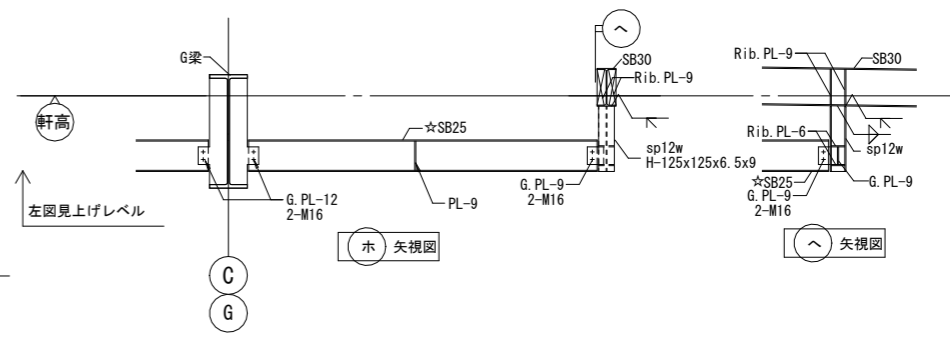 G梁
軒高
☆SB25
左図見上げレベル
G.PL-12
2-M16
PL-9
G.PL-9
2-M16
ヘ
SB30
Rib.PL-9
sp12w
H-125x125x6.5x9
ホ 矢視図
C
G
Rib.PL-9
SB30
Rib.PL-6
sp12w
☆SB25
G.PL-9
G.PL-9
2-M16
ヘ 矢視図